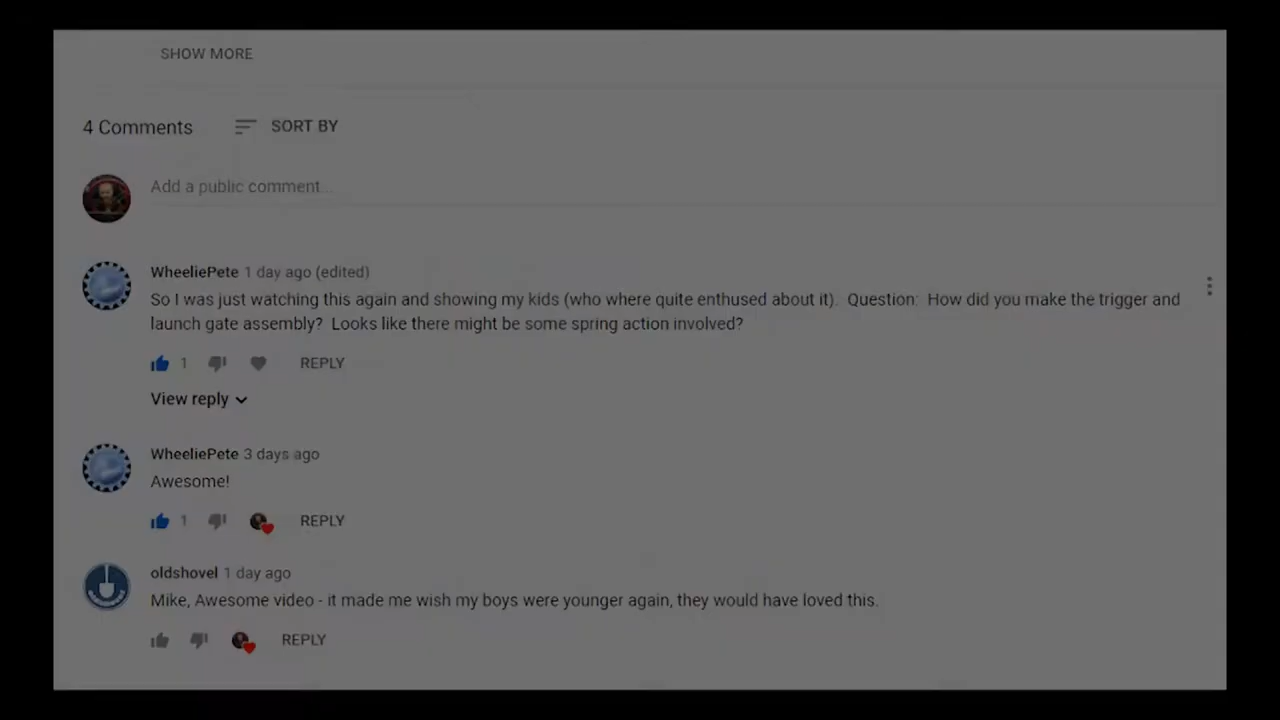 SHOW MORE
4 Comments SORT BY
Add a public comment...
WheeliePete 1 day ago (edited)
So I was just watching this again and showing my kids (who where quite enthused about it). Question: How did you make the trigger and
launch gate assembly? Looks like there might be some spring action involved?
1 REPLY
View reply
WheeliePete 3 days ago
Awesome!
1 REPLY
oldshovel 1 day ago
Mike, Awesome video - it made me wish my boys were younger again, they would have loved this.
REPLY